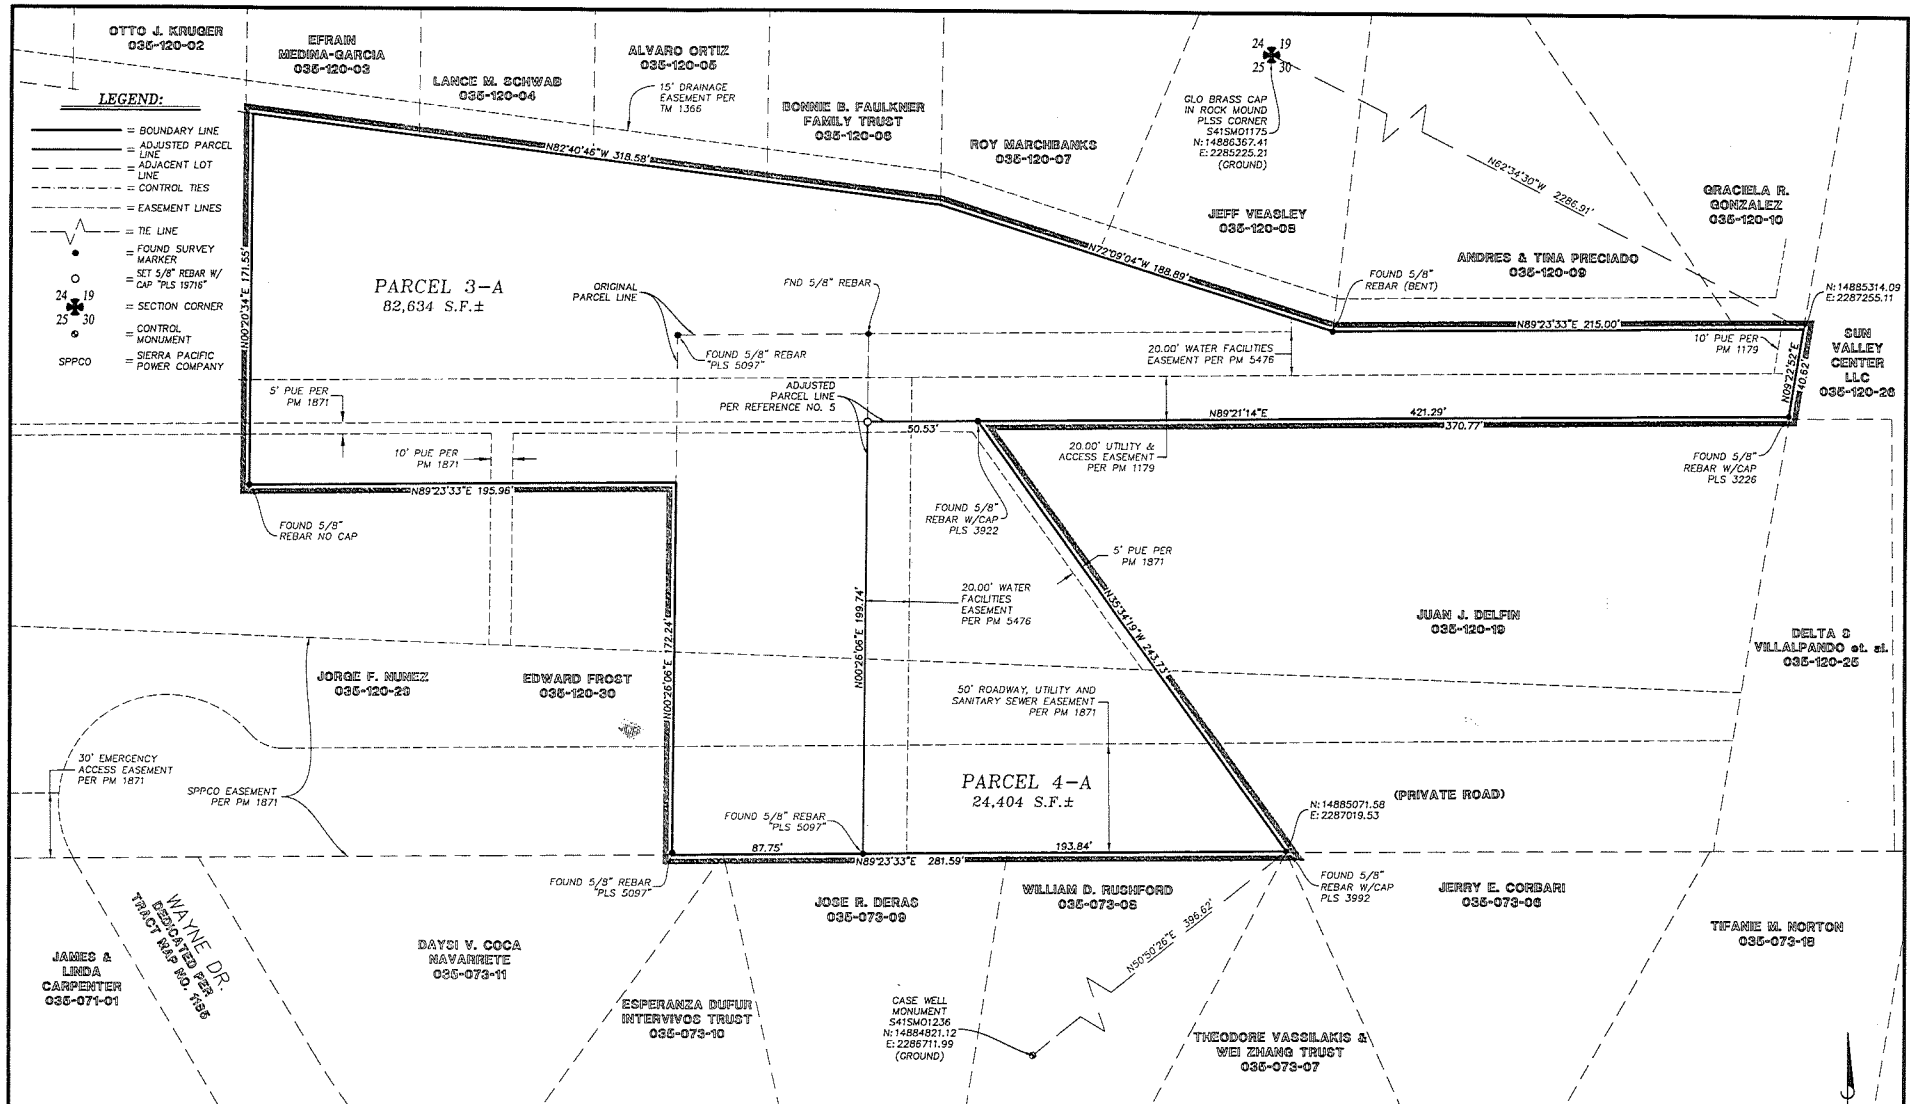 OTTO J. KRUGER
035-120-02
EFRAIN
MEDINA-GARCIA
035-120-03
LANCE M. SCHWAB
035-120-04
ALVARO ORTIZ
035-120-05
15' DRAINAGE
EASEMENT PER
TM 1366
BONNIE B. FAULKNER
FAMILY TRUST
035-120-06
ROY MARCHBANKS
035-120-07
24 19
25 30
GLO BRASS CAP
IN ROCK MOUND
PLSS CORNER
S41SM01175
N:14886367.41
E:2285225.21
(GROUND)
N62°34'30"W 2286.91'
JEFF VEASLEY
035-120-08
GRACIELA R.
GONZALEZ
035-120-10
ANDRES & TINA PRECIADO
035-120-09
LEGEND:
= BOUNDARY LINE
= ADJUSTED PARCEL
LINE
= ADJACENT LOT
LINE
= CONTROL TIES
= EASEMENT LINES
= TIE LINE
= FOUND SURVEY
MARKER
= SET 5/8" REBAR W/
CAP "PLS 19716"
24 19
25 30
= SECTION CORNER
= CONTROL
MONUMENT
SPPCO = SIERRA PACIFIC
POWER COMPANY
N82°40'46"W 318.58'
N72°09'04"W 188.89'
N00°20'34"E 171.55'
PARCEL 3-A
82,634 S.F.±
ORIGINAL
PARCEL LINE
FND 5/8" REBAR
FOUND 5/8"
REBAR (BENT)
N:14885314.09
E:2287255.11
N89°23'33"E 215.00'
10' PUE PER
PM 1179
SUN
VALLEY
CENTER
LLC
035-120-26
N09°22'52"E
40.62'
FOUND 5/8" REBAR
"PLS 5097"
20.00' WATER FACILITIES
EASEMENT PER PM 5476
5' PUE PER
PM 1871
ADJUSTED
PARCEL LINE
PER REFERENCE NO. 5
N89°21'14"E 421.29'
50.53'
370.77'
10' PUE PER
PM 1871
20.00' UTILITY &
ACCESS EASEMENT
PER PM 1179
FOUND 5/8"
REBAR W/CAP
PLS 3226
N89°23'33"E 195.96'
FOUND 5/8"
REBAR NO CAP
FOUND 5/8"
REBAR W/CAP
PLS 3922
5' PUE PER
PM 1871
20.00' WATER
FACILITIES
EASEMENT
PER PM 5476
N00°26'06"E 199.74'
N00°26'06"E 172.24'
N35°34'19"W 243.73'
JUAN J. DELFIN
035-120-19
DELTA S
VILLALPANDO et. al.
035-120-25
JORGE F. NUNEZ
035-120-29
EDWARD FROST
035-120-30
50' ROADWAY, UTILITY AND
SANITARY SEWER EASEMENT
PER PM 1871
30' EMERGENCY
ACCESS EASEMENT
PER PM 1871
SPPCO EASEMENT
PER PM 1871
PARCEL 4-A
24,404 S.F.±
(PRIVATE ROAD)
N:14885071.58
E:2287019.53
FOUND 5/8" REBAR
"PLS 5097"
87.75'
193.84'
N89°23'33"E 281.59'
FOUND 5/8" REBAR
"PLS 5097"
FOUND 5/8"
REBAR W/CAP
PLS 3992
JOSE R. DERAS
035-073-09
WILLIAM D. RUSHFORD
035-073-08
JERRY E. CORBARI
035-073-06
TIFANIE M. NORTON
035-073-18
WAYNE DR.
DEDICATED PER
TRACT MAP NO. 1185
JAMES &
LINDA
CARPENTER
035-071-01
DAYSI V. COCA
NAVARRETE
035-073-11
ESPERANZA DUFUR
INTERVIVOS TRUST
035-073-10
N50°50'26"E 396.62'
CASE WELL
MONUMENT
S41SM01236
N:14884821.12
E:2286711.99
(GROUND)
THEODORE VASSILAKIS &
WEI ZHANG TRUST
035-073-07